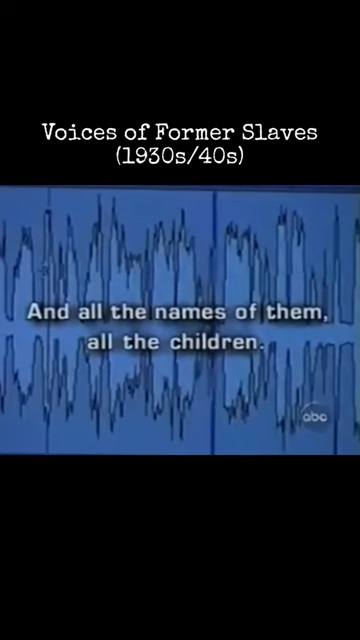 Voices of Former Slaves
(1930s/40s)
And all the names of them,
all the children.
abc